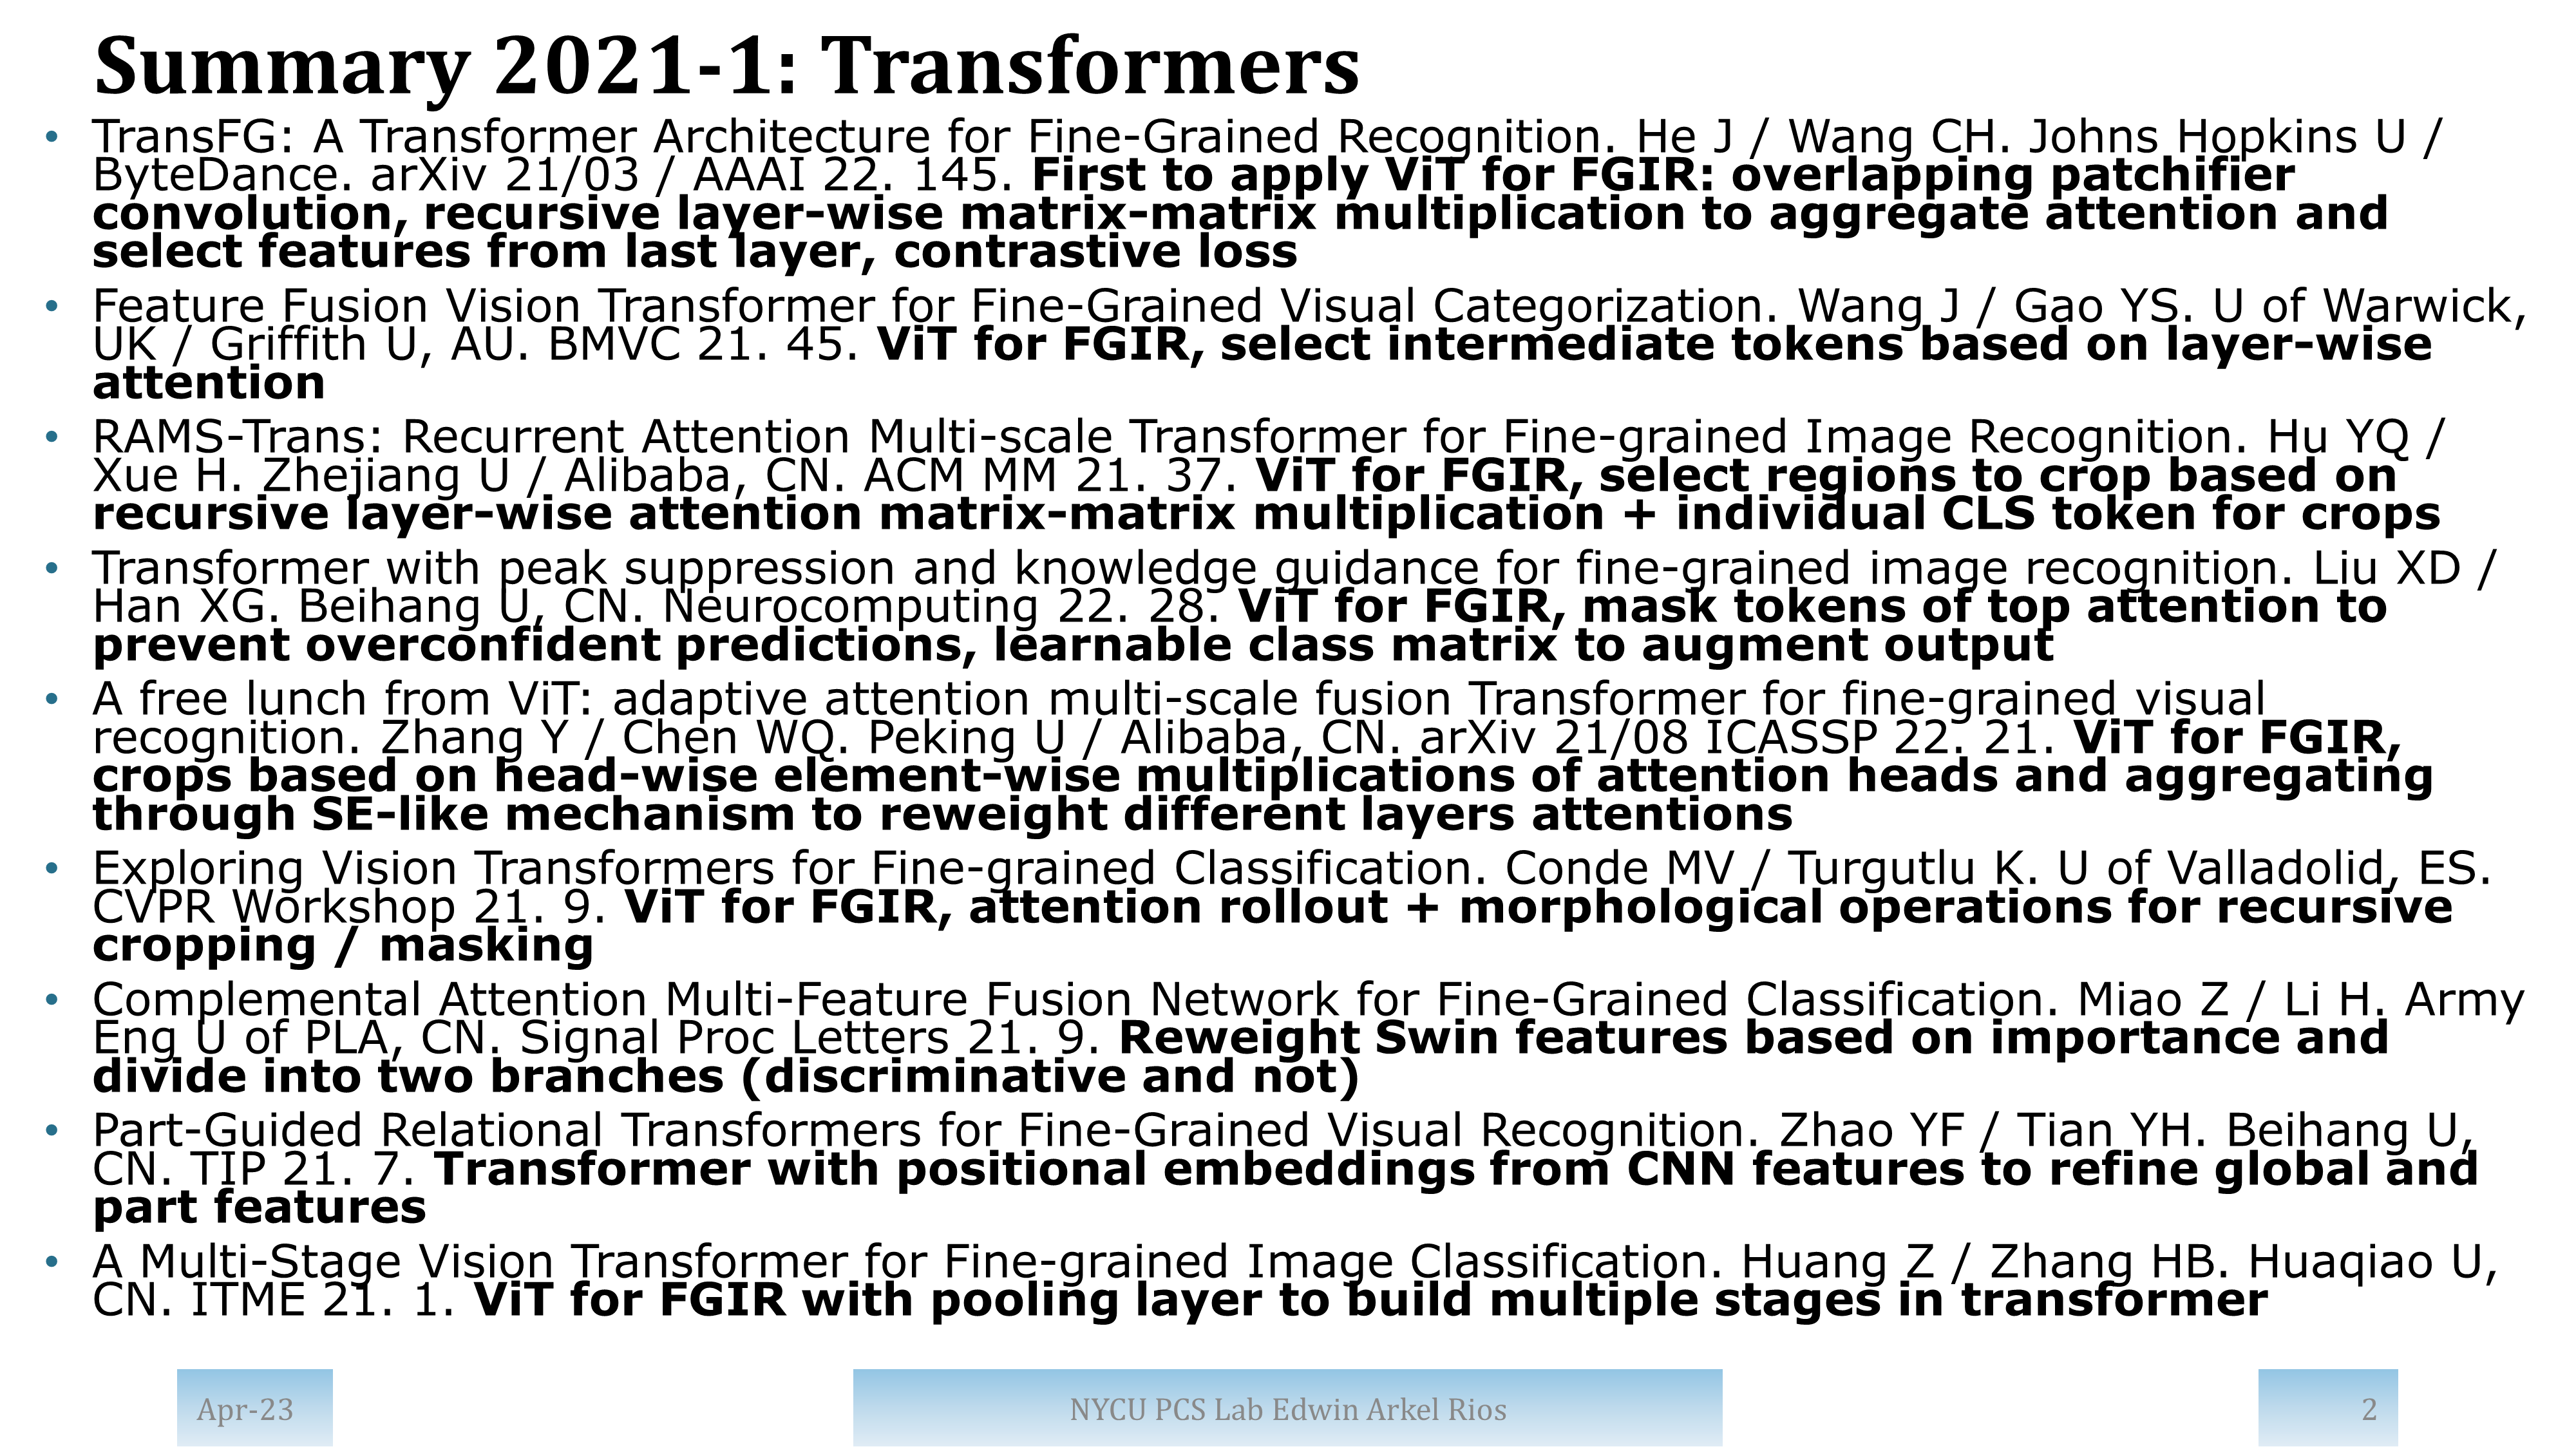 Summary 2021-1: Transformers
• TransFG: A Transformer Architecture for Fine-Grained Recognition. He J / Wang CH. Johns Hopkins U /
ByteDance. arXiv 21/03 / AAAI 22. 145. First to apply ViT for FGIR: overlapping patchifier
convolution, recursive layer-wise matrix-matrix multiplication to aggregate attention and
select features from last layer, contrastive loss
• Feature Fusion Vision Transformer for Fine-Grained Visual Categorization. Wang J / Gao YS. U of Warwick,
UK / Griffith U, AU. BMVC 21. 45. ViT for FGIR, select intermediate tokens based on layer-wise
attention
• RAMS-Trans: Recurrent Attention Multi-scale Transformer for Fine-grained Image Recognition. Hu YQ /
Xue H. Zhejiang U / Alibaba, CN. ACM MM 21. 37. ViT for FGIR, select regions to crop based on
recursive layer-wise attention matrix-matrix multiplication + individual CLS token for crops
• Transformer with peak suppression and knowledge guidance for fine-grained image recognition. Liu XD /
Han XG. Beihang U, CN. Neurocomputing 22. 28. ViT for FGIR, mask tokens of top attention to
prevent overconfident predictions, learnable class matrix to augment output
• A free lunch from ViT: adaptive attention multi-scale fusion Transformer for fine-grained visual
recognition. Zhang Y / Chen WQ. Peking U / Alibaba, CN. arXiv 21/08 ICASSP 22. 21. ViT for FGIR,
crops based on head-wise element-wise multiplications of attention heads and aggregating
through SE-like mechanism to reweight different layers attentions
• Exploring Vision Transformers for Fine-grained Classification. Conde MV / Turgutlu K. U of Valladolid, ES.
CVPR Workshop 21. 9. ViT for FGIR, attention rollout + morphological operations for recursive
cropping / masking
• Complemental Attention Multi-Feature Fusion Network for Fine-Grained Classification. Miao Z / Li H. Army
Eng U of PLA, CN. Signal Proc Letters 21. 9. Reweight Swin features based on importance and
divide into two branches (discriminative and not)
• Part-Guided Relational Transformers for Fine-Grained Visual Recognition. Zhao YF / Tian YH. Beihang U,
CN. TIP 21. 7. Transformer with positional embeddings from CNN features to refine global and
part features
• A Multi-Stage Vision Transformer for Fine-grained Image Classification. Huang Z / Zhang HB. Huaqiao U,
CN. ITME 21. 1. ViT for FGIR with pooling layer to build multiple stages in transformer
Apr-23
NYCU PCS Lab Edwin Arkel Rios
2